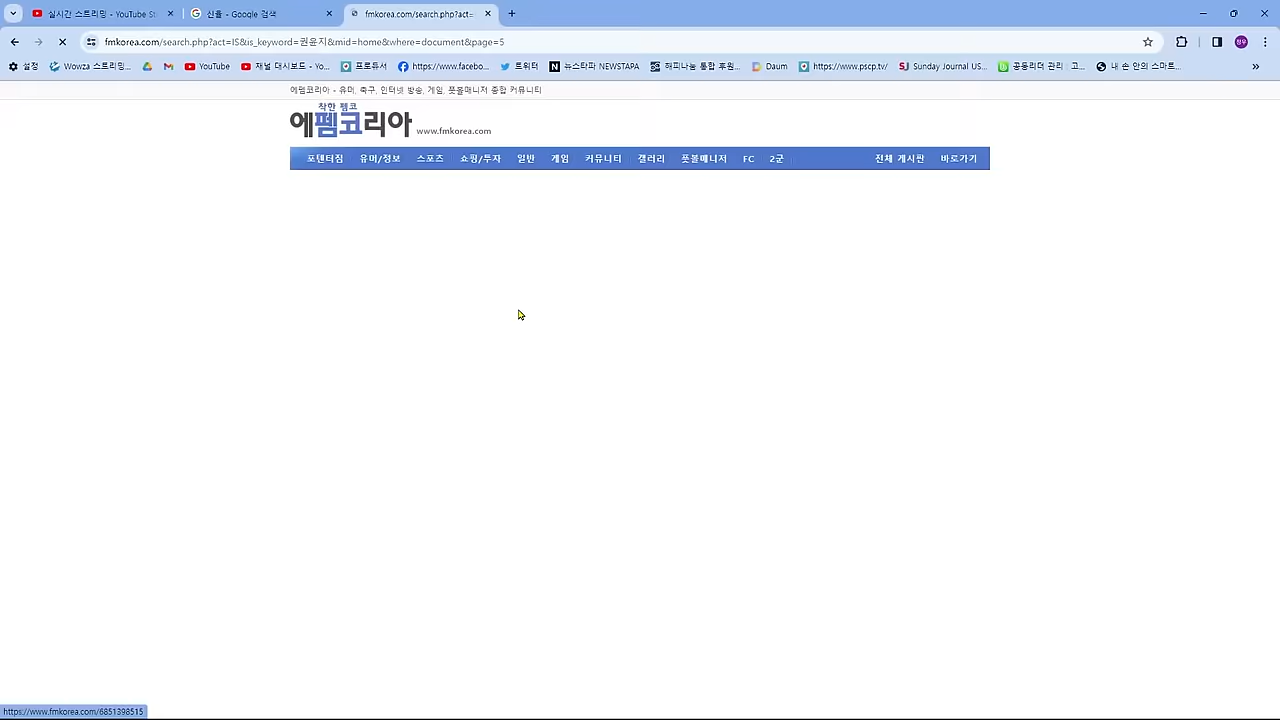 실시간 스트리밍 - YouTube St
신율 - Google 검색
fmkorea.com/search.php?act=
fmkorea.com/search.php?act=IS&is_keyword=권윤지&mid=home&where=document&page=5
설정
Wowza 스트리밍...
YouTube
채널 대시보드 - Yo...
프로듀서
https://www.facebo...
트위터
뉴스타파 NEWSTAPA
해피나눔 통합 후원...
Daum
https://www.pscp.tv/
Sunday Journal US...
공동리더 관리 : 고...
내 손 안의 스마트...
에펨코리아 - 유머, 축구, 인터넷 방송, 게임, 풋볼매니저 종합 커뮤니티
착한 펨코
에펨코리아 www.fmkorea.com
포텐터짐 유머/정보 스포츠 쇼핑/투자 일반 게임 커뮤니티 갤러리 풋볼매니저 FC 2군 전체 게시판 바로가기
https://www.fmkorea.com/6851398515